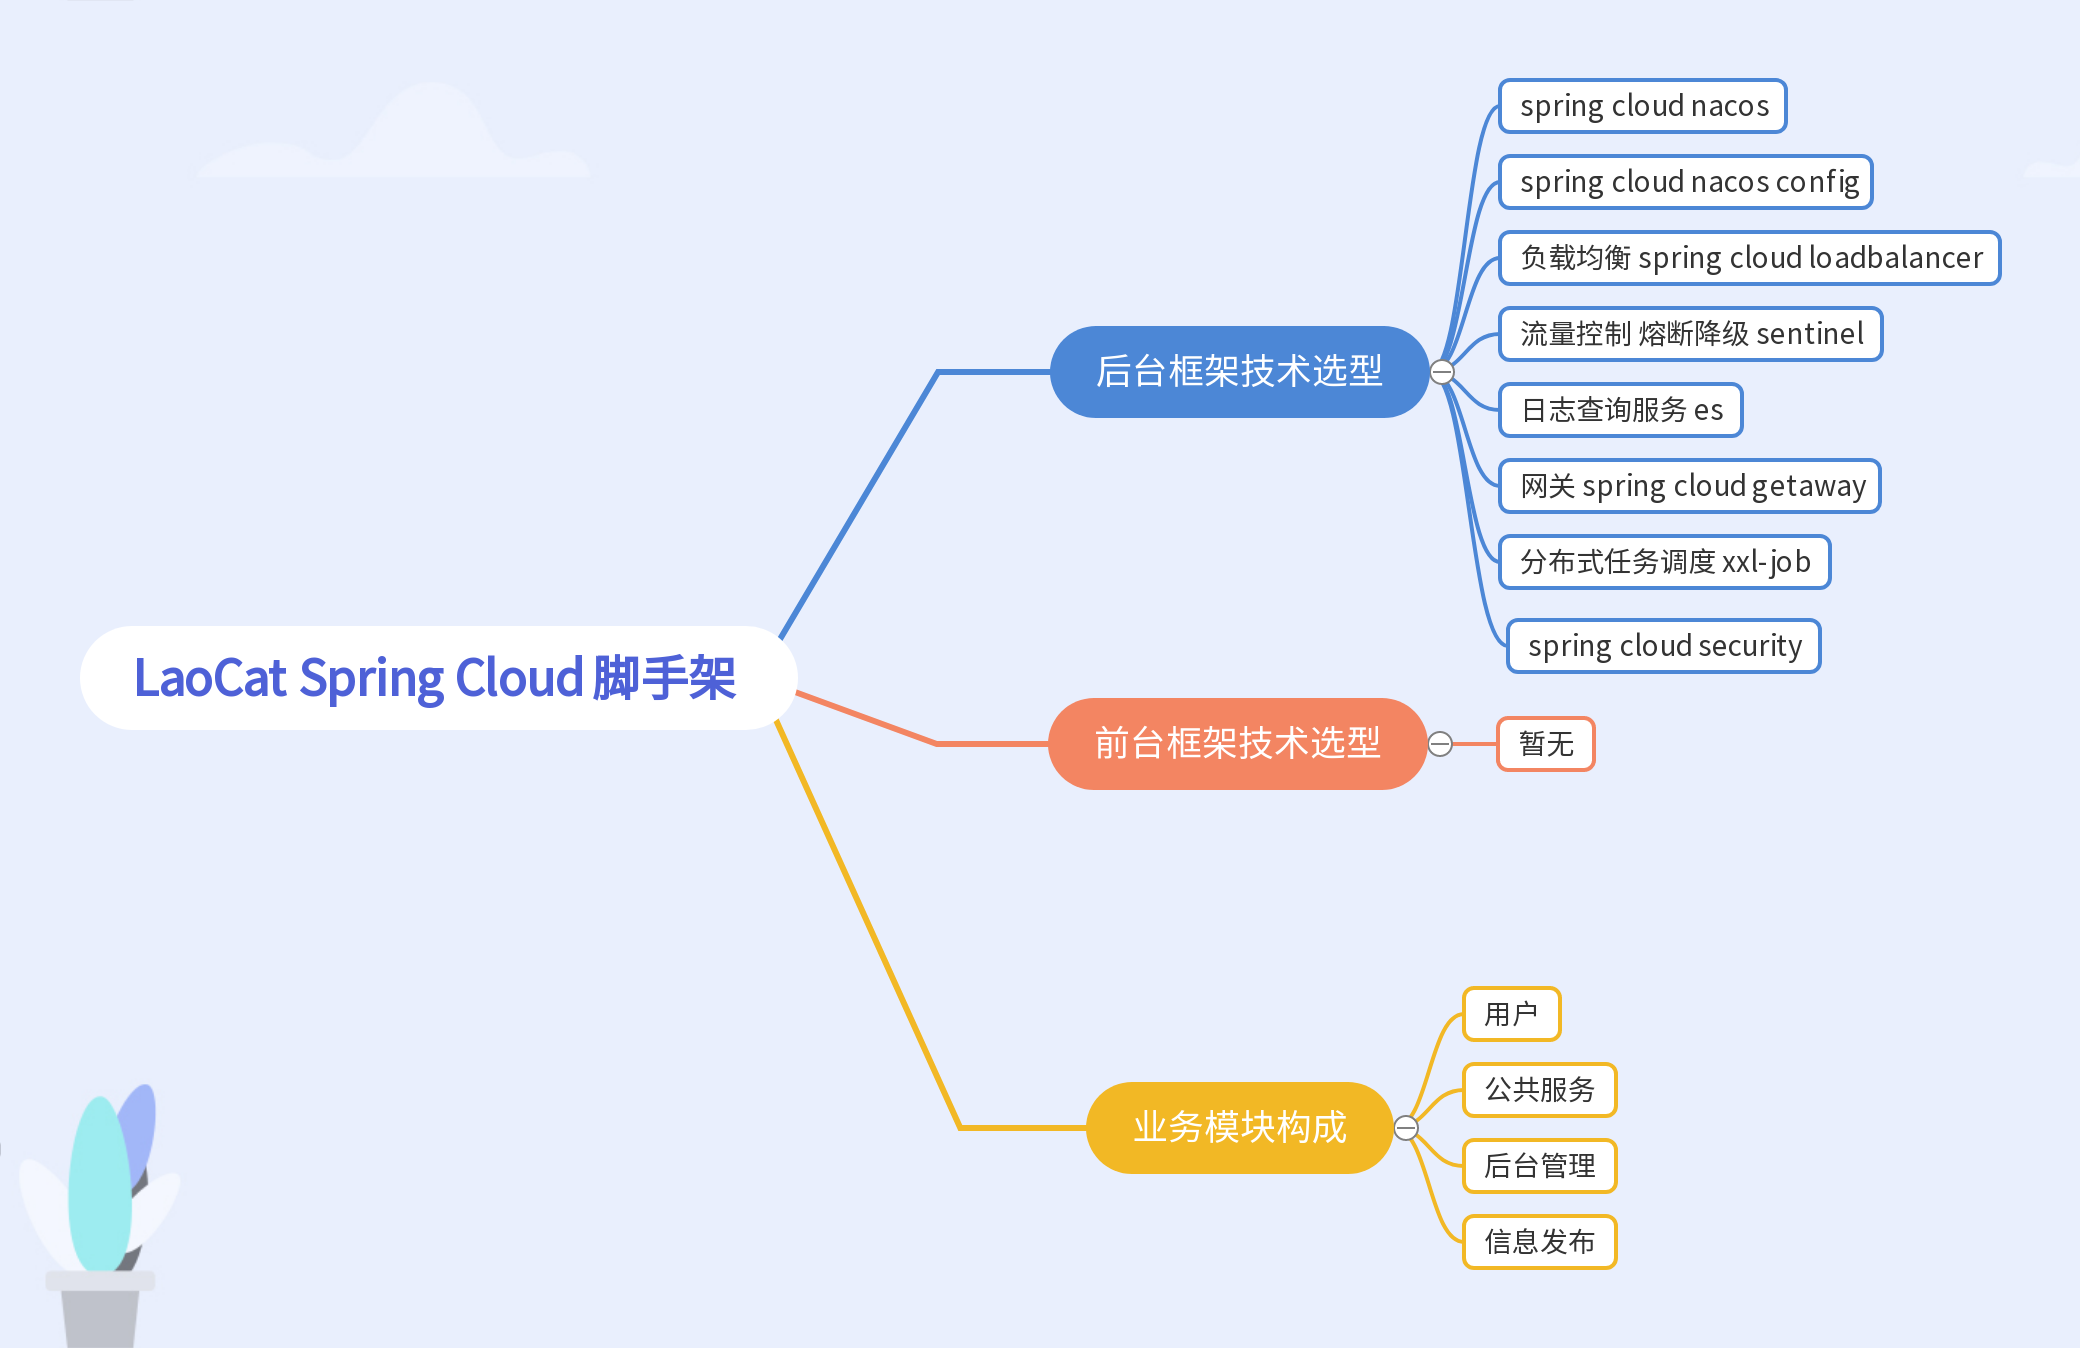 LaoCat Spring Cloud 脚手架
后台框架技术选型
spring cloud nacos
spring cloud nacos config
负载均衡 spring cloud loadbalancer
流量控制 熔断降级 sentinel
日志查询服务 es
网关 spring cloud getaway
分布式任务调度 xxl-job
spring cloud security
前台框架技术选型
暂无
业务模块构成
用户
公共服务
后台管理
信息发布